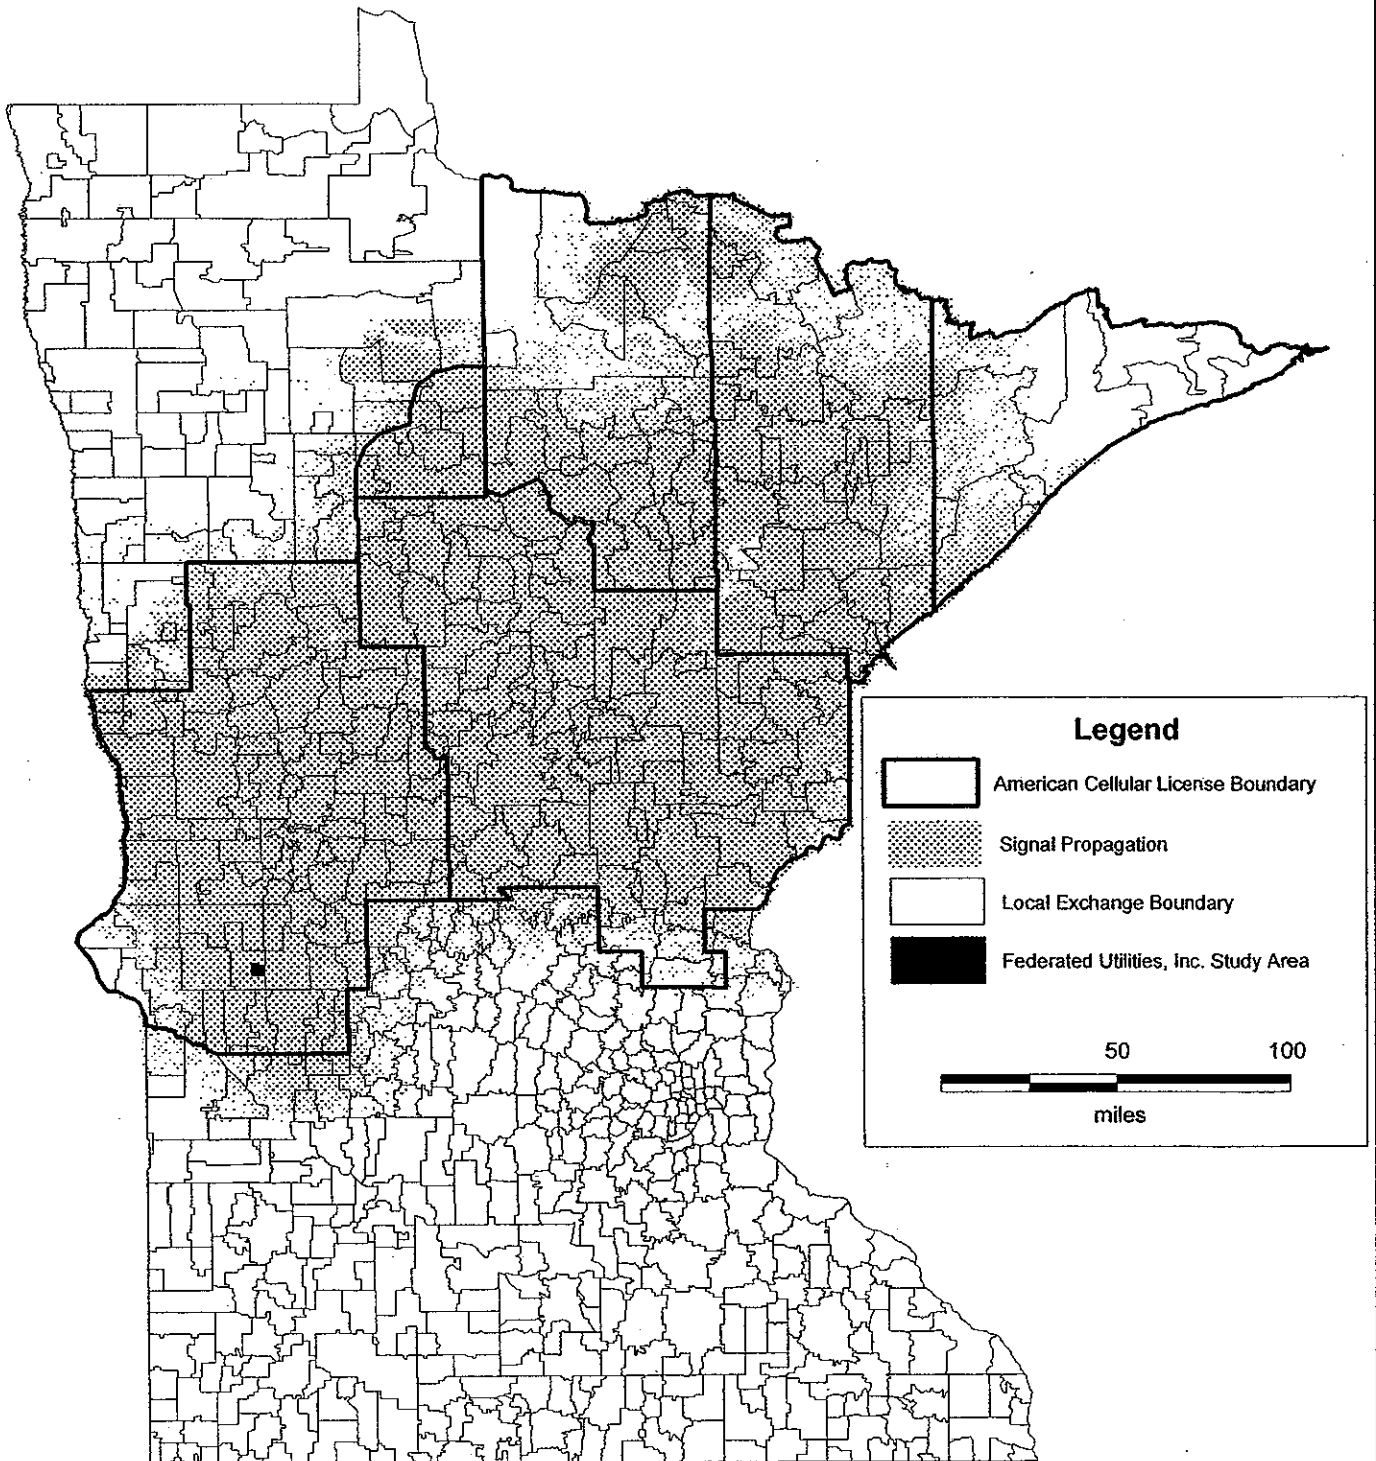 Legend
American Cellular License Boundary
Signal Propagation
Local Exchange Boundary
Federated Utilities, Inc. Study Area
50 100
miles